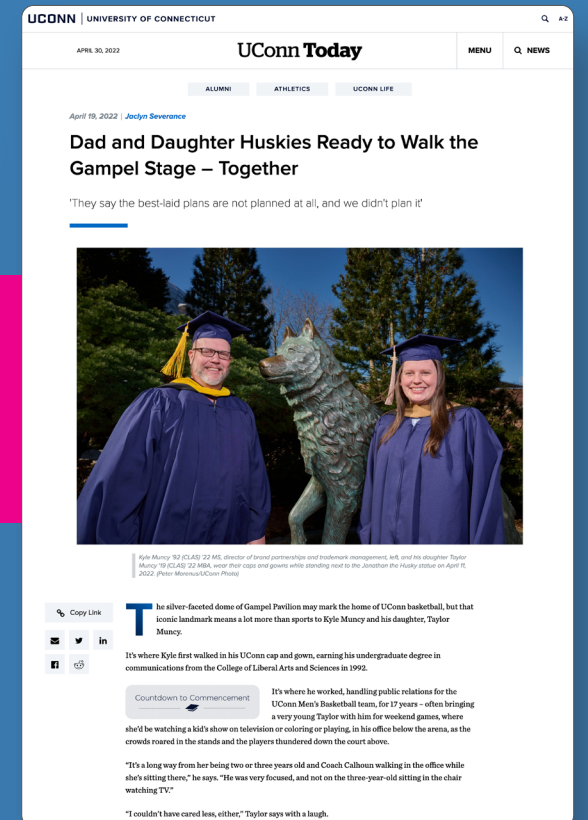 UCONN | UNIVERSITY OF CONNECTICUT
A-Z
APRIL 30, 2022
UConn Today
MENU
NEWS
ALUMNI
ATHLETICS
UCONN LIFE
April 19, 2022 | Jaclyn Severance
Dad and Daughter Huskies Ready to Walk the
Gampel Stage – Together
'They say the best-laid plans are not planned at all, and we didn't plan it'
Kyle Muncy '92 (CLAS) '22 MS, director of brand partnerships and trademark management, left, and his daughter Taylor
Muncy '19 (CLAS) '22 MBA, wear their caps and gowns while standing next to the Jonathan the Husky statue on April 11,
2022. (Peter Morenus/UConn Photo)
Copy Link
The silver-faceted dome of Gampel Pavilion may mark the home of UConn basketball, but that
iconic landmark means a lot more than sports to Kyle Muncy and his daughter, Taylor
Muncy.
It's where Kyle first walked in his UConn cap and gown, earning his undergraduate degree in
communications from the College of Liberal Arts and Sciences in 1992.
Countdown to Commencement
It's where he worked, handling public relations for the
UConn Men's Basketball team, for 17 years – often bringing
a very young Taylor with him for weekend games, where
she'd be watching a kid's show on television or coloring or playing, in his office below the arena, as the
crowds roared in the stands and the players thundered down the court above.
"It's a long way from her being two or three years old and Coach Calhoun walking in the office while
she's sitting there," he says. "He was very focused, and not on the three-year-old sitting in the chair
watching TV."
"I couldn't have cared less, either," Taylor says with a laugh.